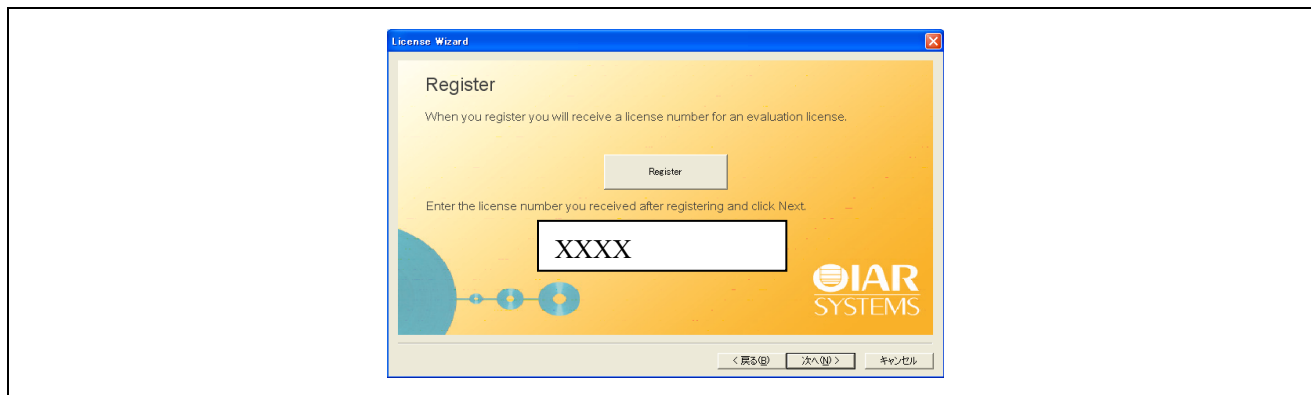 License Wizard
Register
When you register you will receive a license number for an evaluation license.
Register
Enter the license number you received after registering and click Next.
XXXX
IAR
SYSTEMS
< 戻る(B) 次へ(N) > キャンセル